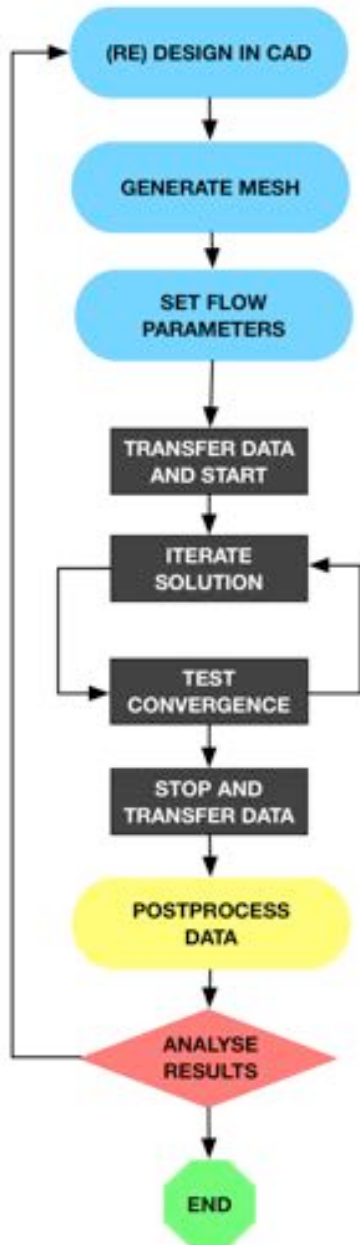 (RE) DESIGN IN CAD
GENERATE MESH
SET FLOW
PARAMETERS
TRANSFER DATA
AND START
ITERATE
SOLUTION
TEST
CONVERGENCE
STOP AND
TRANSFER DATA
POSTPROCESS
DATA
ANALYSE
RESULTS
END